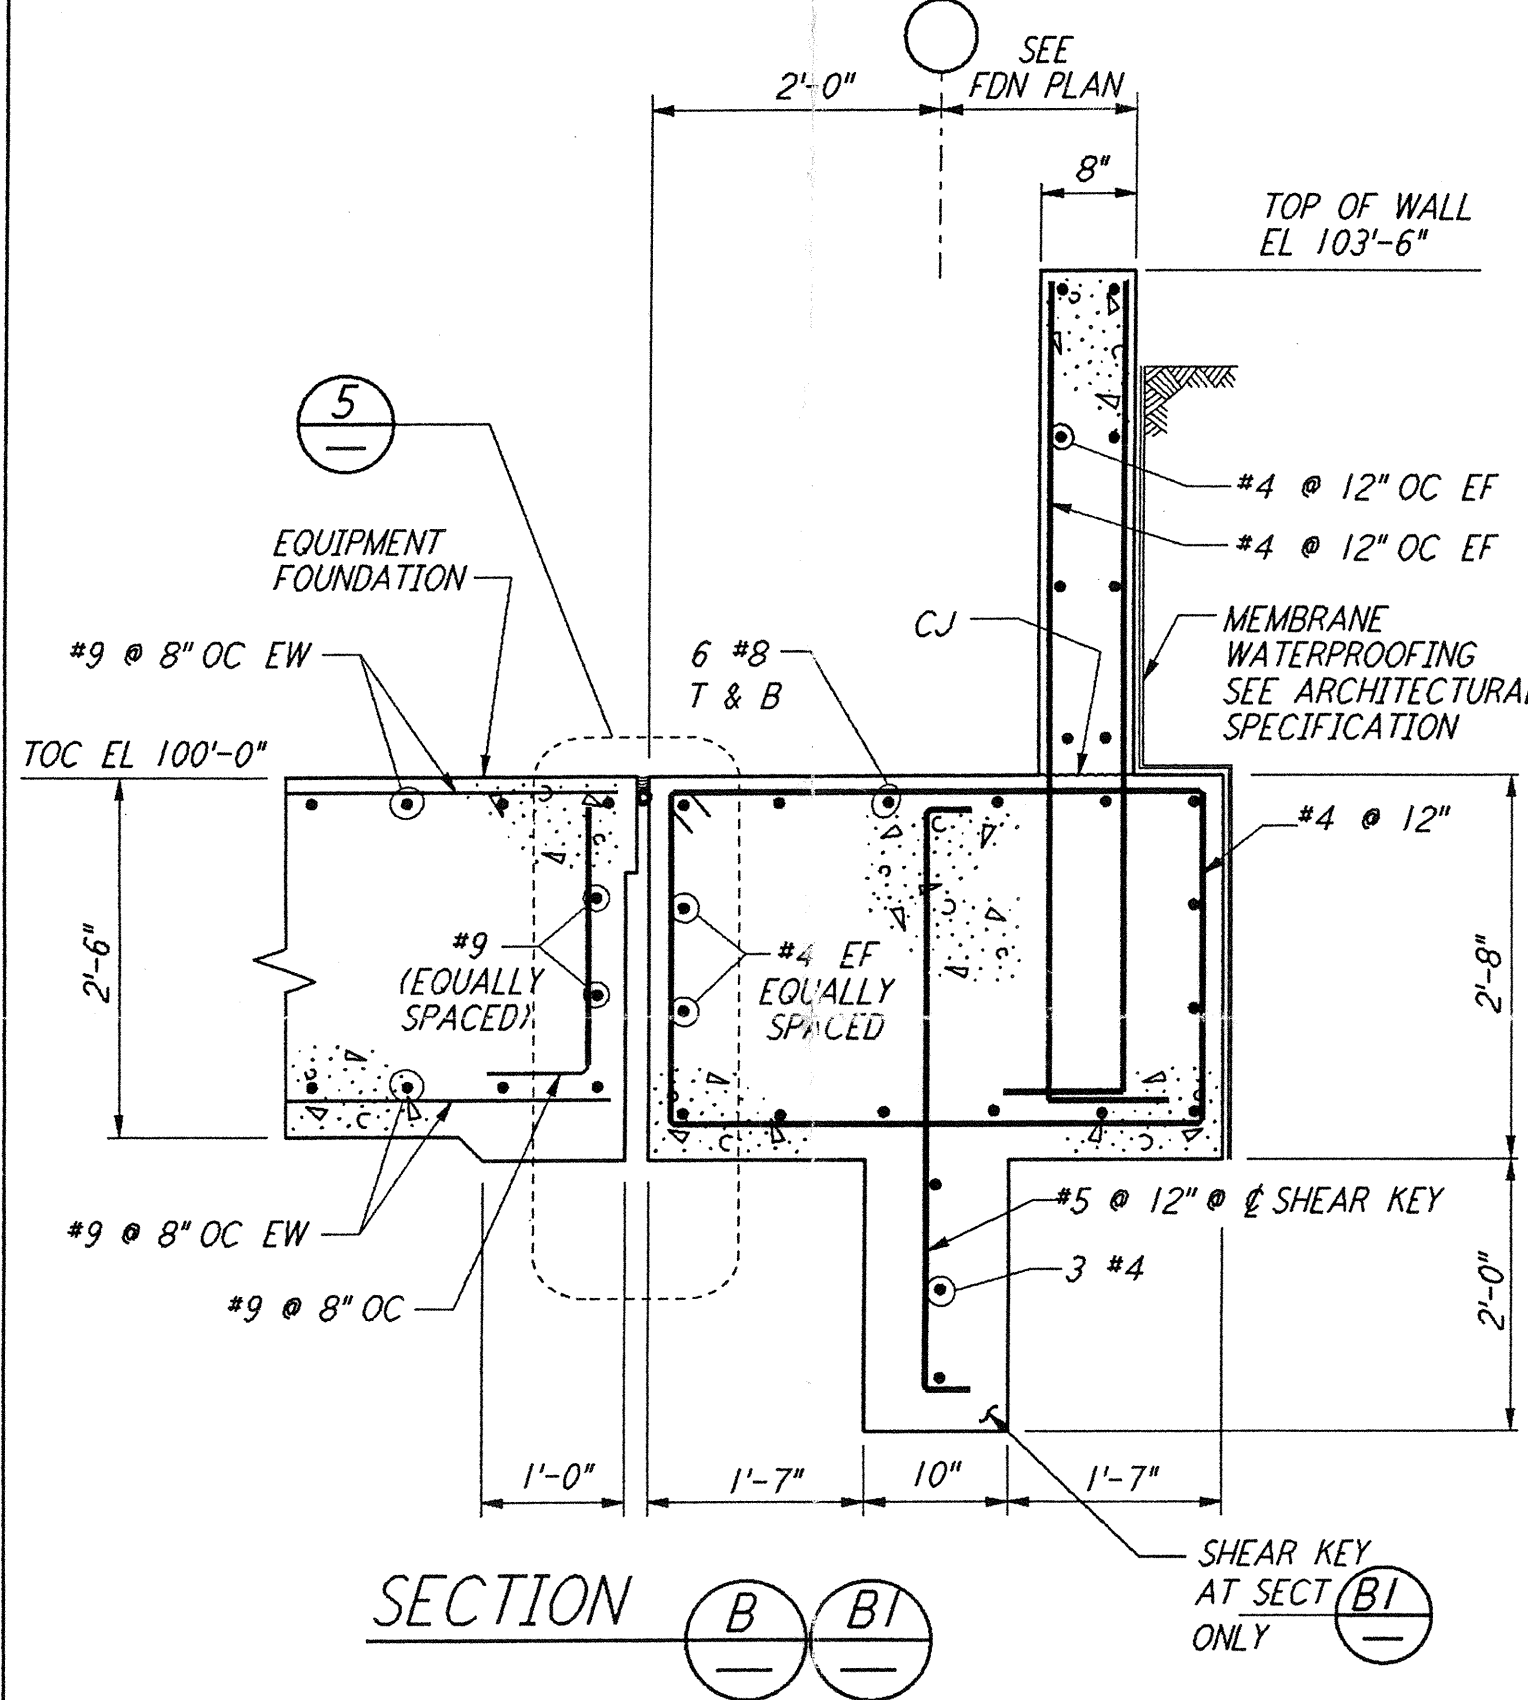 SEE
FDN PLAN
2'-0"
8"
TOP OF WALL
EL 103'-6"
5
#4 @ 12" OC EF
#4 @ 12" OC EF
EQUIPMENT
FOUNDATION
CJ
MEMBRANE
WATERPROOFING
SEE ARCHITECTURAL
SPECIFICATION
#9 @ 8" OC EW
6 #8
T & B
TOC EL 100'-0"
#4 @ 12"
2'-6"
#9
(EQUALLY
SPACED)
#4 EF
EQUALLY
SPACED
2'-8"
#9 @ 8" OC EW
#5 @ 12" @ ℄ SHEAR KEY
3 #4
#9 @ 8" OC
2'-0"
1'-0"
1'-7"
10"
1'-7"
SHEAR KEY
AT SECT B1
ONLY
SECTION B B1